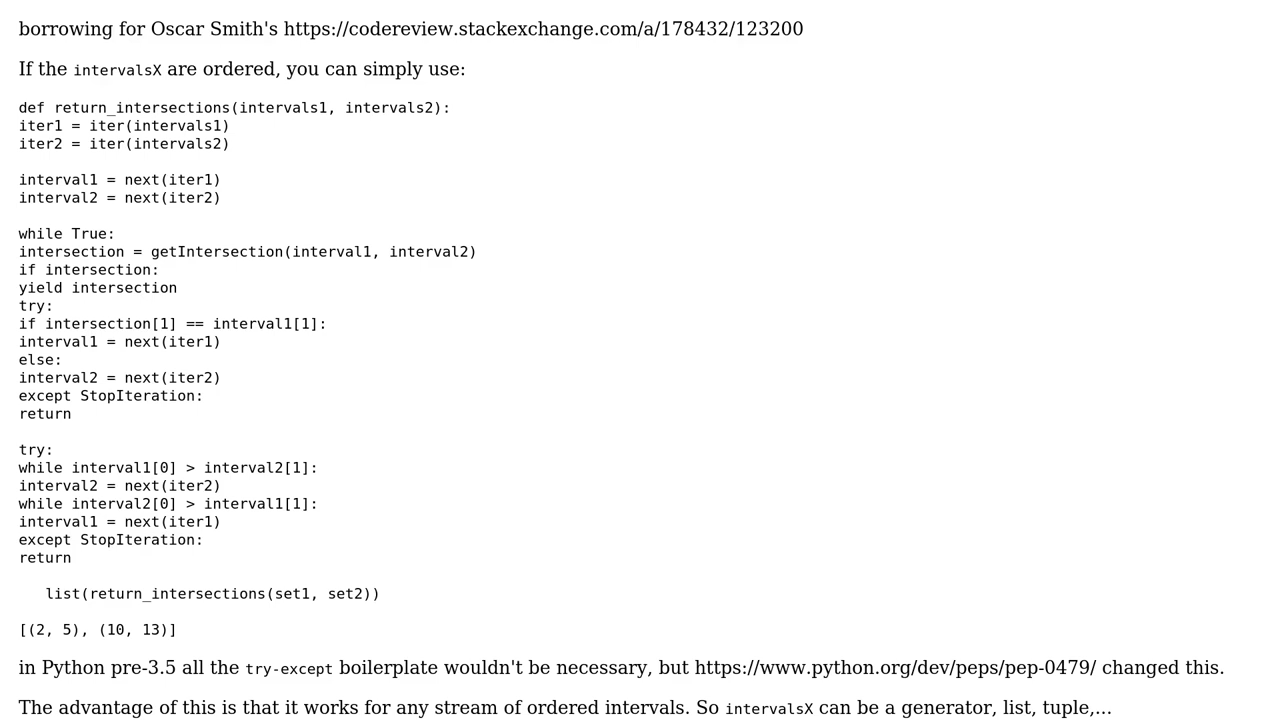 borrowing for Oscar Smith's https://codereview.stackexchange.com/a/178432/123200
If the intervalsX are ordered, you can simply use:
def return_intersections(intervals1, intervals2):
iter1 = iter(intervals1)
iter2 = iter(intervals2)
interval1 = next(iter1)
interval2 = next(iter2)
while True:
intersection = getIntersection(interval1, interval2)
if intersection:
yield intersection
try:
if intersection[1] == interval1[1]:
interval1 = next(iter1)
else:
interval2 = next(iter2)
except StopIteration:
return
try:
while interval1[0] > interval2[1]:
interval2 = next(iter2)
while interval2[0] > interval1[1]:
interval1 = next(iter1)
except StopIteration:
return
list(return_intersections(set1, set2))
[(2, 5), (10, 13)]
in Python pre-3.5 all the try-except boilerplate wouldn't be necessary, but https://www.python.org/dev/peps/pep-0479/ changed this.
The advantage of this is that it works for any stream of ordered intervals. So intervalsX can be a generator, list, tuple,...